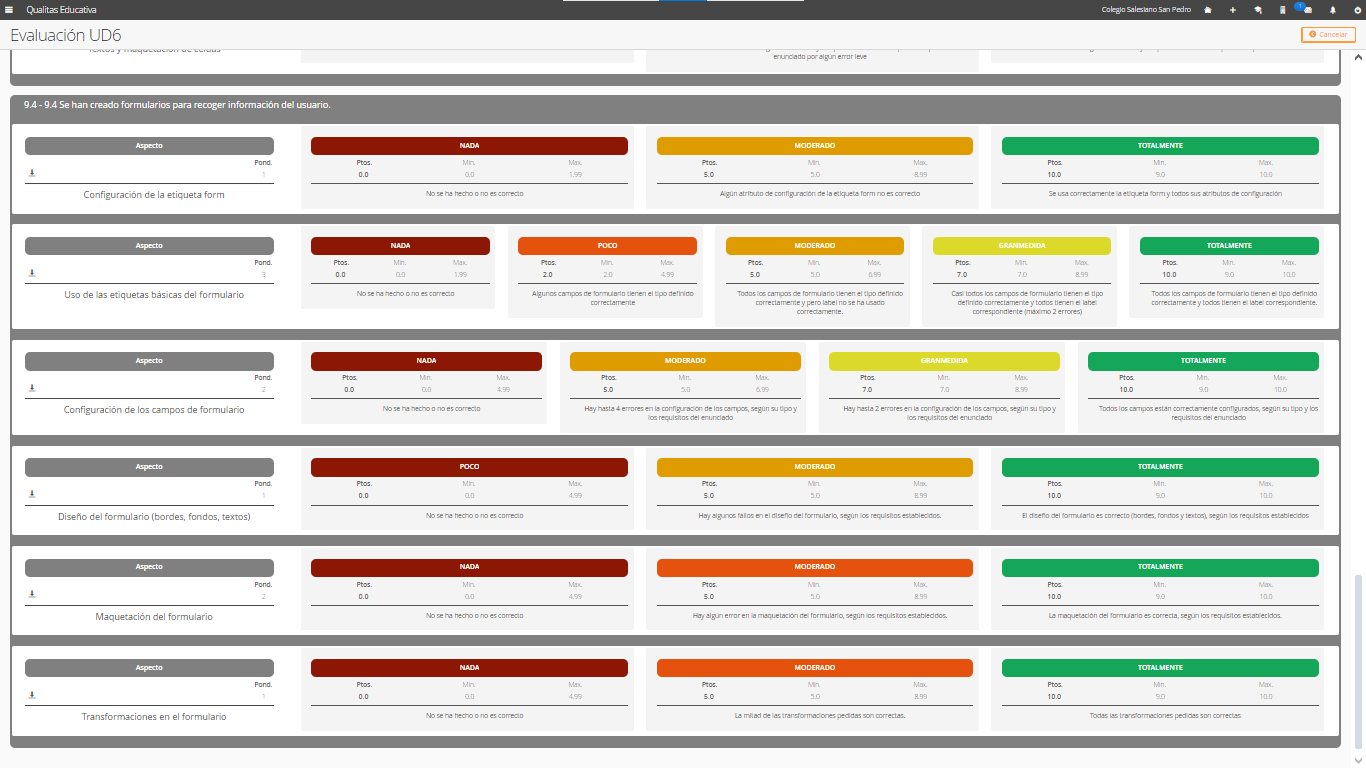 Qualitas Educativa
Colegio Salesiano San Pedro
1
Evaluación UD6
Cancelar
Textos y maquetación de celdas
enunciado por algún error leve
9.4 - 9.4 Se han creado formularios para recoger información del usuario.
Aspecto
Pond.
1
Configuración de la etiqueta form
NADA
Ptos. Min. Max.
0.0 0.0 1.99
No se ha hecho o no es correcto
MODERADO
Ptos. Min. Max.
5.0 5.0 8.99
Algún atributo de configuración de la etiqueta form no es correcto
TOTALMENTE
Ptos. Min. Max.
10.0 9.0 10.0
Se usa correctamente la etiqueta form y todos sus atributos de configuración
Aspecto
Pond.
3
Uso de las etiquetas básicas del formulario
NADA
Ptos. Min. Max.
0.0 0.0 1.99
No se ha hecho o no es correcto
POCO
Ptos. Min. Max.
2.0 2.0 4.99
Algunos campos de formulario tienen el tipo definido
correctamente
MODERADO
Ptos. Min. Max.
5.0 5.0 6.99
Todos los campos de formulario tienen el tipo definido
correctamente y pero label no se ha usado
correctamente.
GRANMEDIDA
Ptos. Min. Max.
7.0 7.0 8.99
Casi todos los campos de formulario tienen el tipo
definido correctamente y todos tienen el label
correspondiente (máximo 2 errores)
TOTALMENTE
Ptos. Min. Max.
10.0 9.0 10.0
Todos los campos de formulario tienen el tipo definido
correctamente y todos tienen el label correspondiente.
Aspecto
Pond.
2
Configuración de los campos de formulario
NADA
Ptos. Min. Max.
0.0 0.0 4.99
No se ha hecho o no es correcto
MODERADO
Ptos. Min. Max.
5.0 5.0 6.99
Hay hasta 4 errores en la configuración de los campos, según su tipo y
los requisitos del enunciado
GRANMEDIDA
Ptos. Min. Max.
7.0 7.0 8.99
Hay hasta 2 errores en la configuración de los campos, según su tipo y
los requisitos del enunciado
TOTALMENTE
Ptos. Min. Max.
10.0 9.0 10.0
Todos los campos están correctamente configurados, según su tipo y los
requisitos del enunciado
Aspecto
Pond.
1
Diseño del formulario (bordes, fondos, textos)
POCO
Ptos. Min. Max.
0.0 0.0 4.99
No se ha hecho o no es correcto
MODERADO
Ptos. Min. Max.
5.0 5.0 8.99
Hay algunos fallos en el diseño del formulario, según los requisitos establecidos.
TOTALMENTE
Ptos. Min. Max.
10.0 9.0 10.0
El diseño del formulario es correcto (bordes, fondos y textos), según los requisitos establecidos
Aspecto
Pond.
2
Maquetación del formulario
NADA
Ptos. Min. Max.
0.0 0.0 4.99
No se ha hecho o no es correcto
MODERADO
Ptos. Min. Max.
5.0 5.0 8.99
Hay algún error en la maquetación del formulario, según los requisitos establecidos.
TOTALMENTE
Ptos. Min. Max.
10.0 9.0 10.0
La maquetación del formulario es correcta, según los requisitos establecidos.
Aspecto
Pond.
1
Transformaciones en el formulario
NADA
Ptos. Min. Max.
0.0 0.0 4.99
No se ha hecho o no es correcto
MODERADO
Ptos. Min. Max.
5.0 5.0 8.99
La mitad de las transformaciones pedidas son correctas.
TOTALMENTE
Ptos. Min. Max.
10.0 9.0 10.0
Todas las transformaciones pedidas son correctas